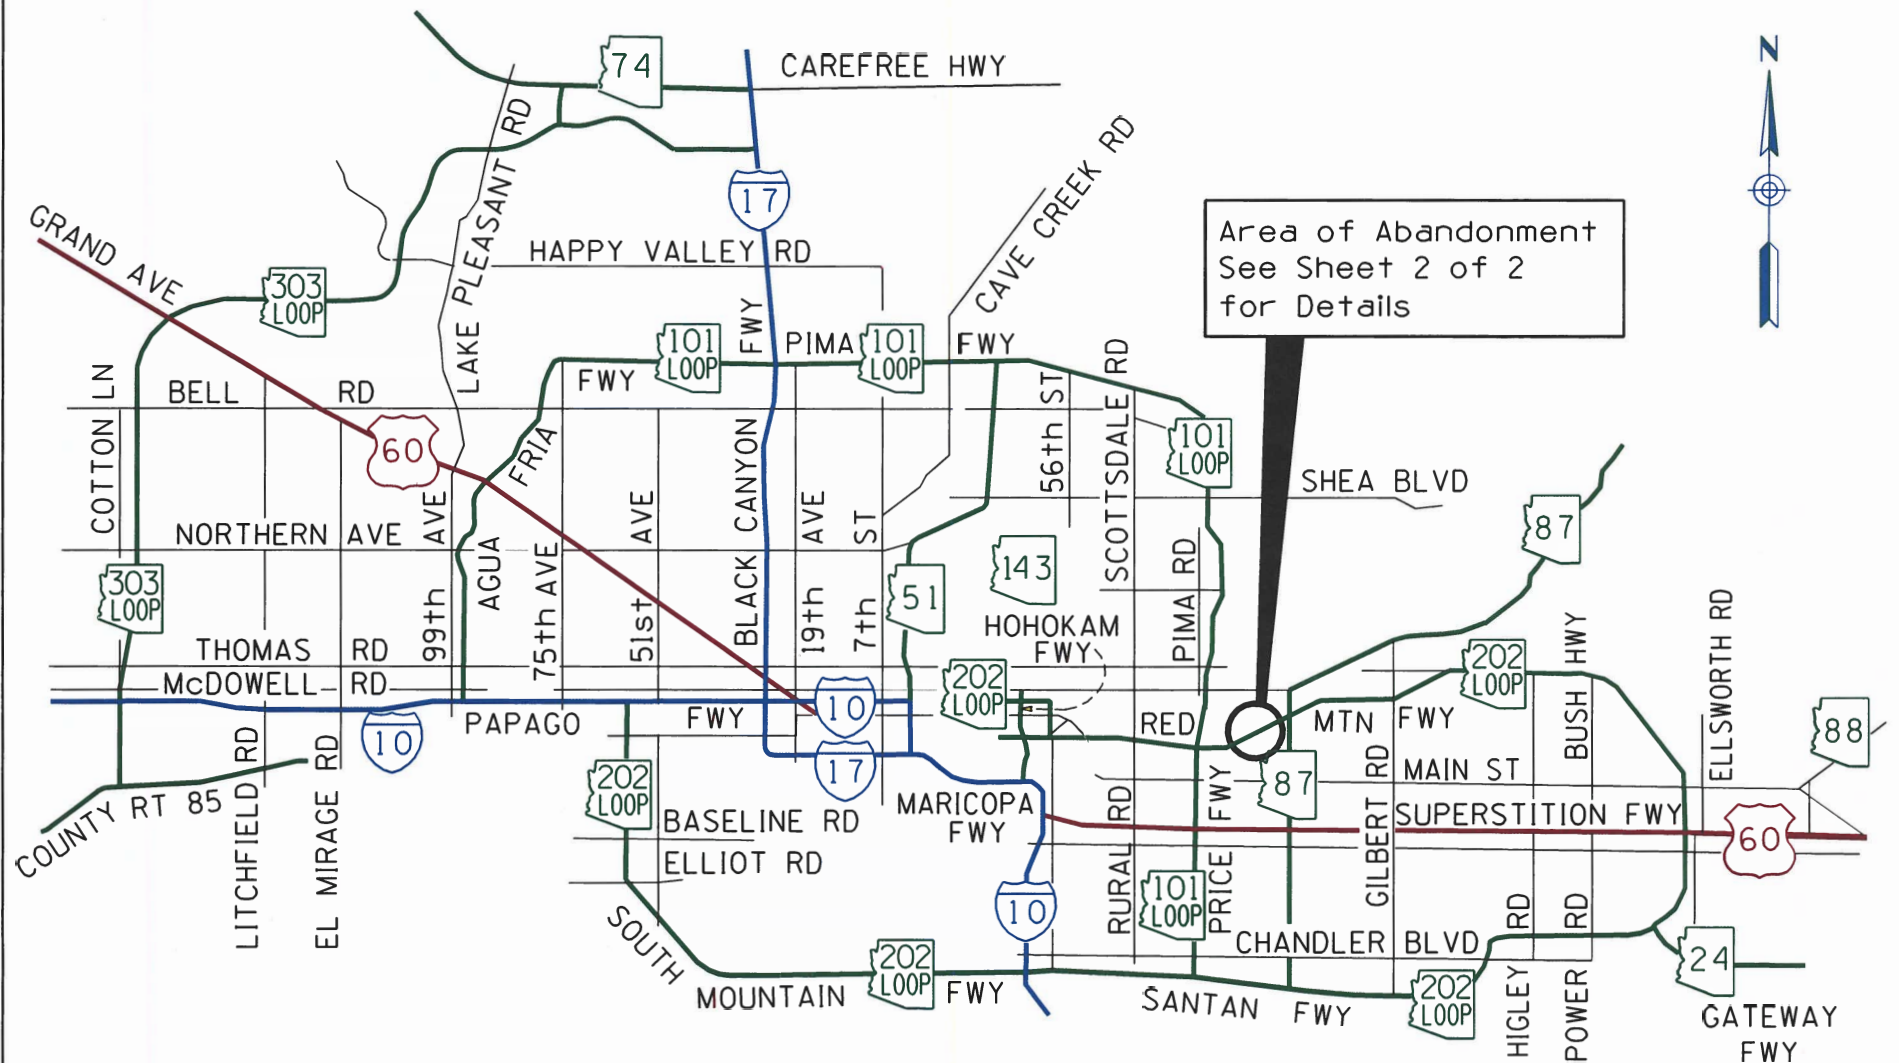 74
CAREFREE HWY
N
LAKE PLEASANT RD
CAVE CREEK RD
17
GRAND AVE
HAPPY VALLEY RD
Area of Abandonment
See Sheet 2 of 2
for Details
303
LOOP
101
LOOP
FWY
PIMA
101
LOOP
FWY
FWY
BELL RD
COTTON LN
60
AGUA FRIA
BLACK CANYON
56th ST
SCOTTSDALE RD
101
LOOP
SHEA BLVD
87
NORTHERN AVE
99th AVE
75th AVE
51st AVE
19th AVE
7th ST
51
143
PIMA RD
303
LOOP
HOHOKAM
FWY
THOMAS RD
McDOWELL RD
202
LOOP
202
LOOP
BUSH HWY
ELLSWORTH RD
10
PAPAGO FWY
10
RED MTN FWY
88
17
87
MAIN ST
COUNTY RT 85
LITCHFIELD RD
EL MIRAGE RD
202
LOOP
BASELINE RD
ELLIOT RD
MARICOPA
FWY
SUPERSTITION FWY
60
RURAL RD
PRICE FWY
GILBERT RD
101
LOOP
10
CHANDLER BLVD
HIGLEY RD
POWER RD
SOUTH
MOUNTAIN
202
LOOP
FWY
SANTAN FWY
202
LOOP
24
GATEWAY
FWY